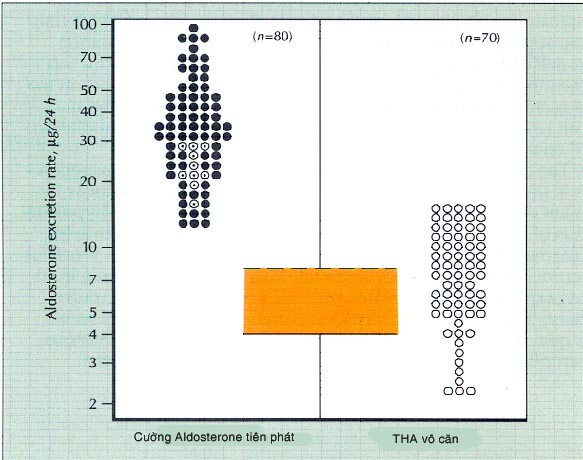 Aldosterone excretion rate, µg/24 h
100
70
50
40
30
20
10
7
5
4
3
2
(n=80)
(n=70)
Cường Aldosterone tiên phát
THA vô căn